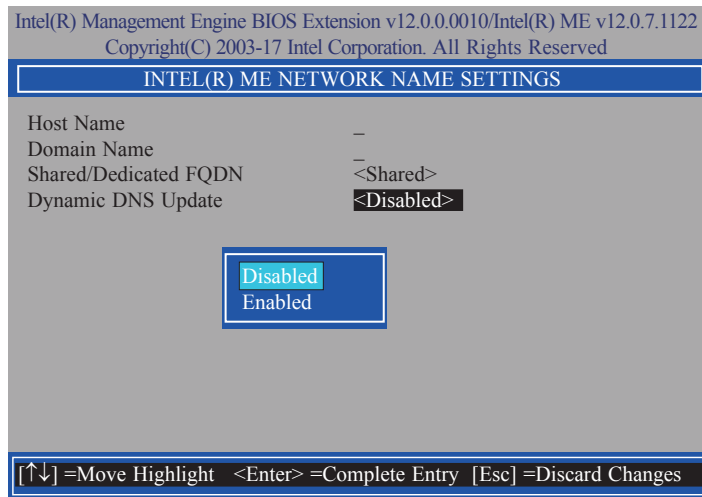 Intel(R) Management Engine BIOS Extension v12.0.0.0010/Intel(R) ME v12.0.7.1122
Copyright(C) 2003-17 Intel Corporation. All Rights Reserved
INTEL(R) ME NETWORK NAME SETTINGS
Host Name _
Domain Name _
Shared/Dedicated FQDN <Shared>
Dynamic DNS Update <Disabled>
Disabled
Enabled
[↑↓] =Move Highlight <Enter> =Complete Entry [Esc] =Discard Changes